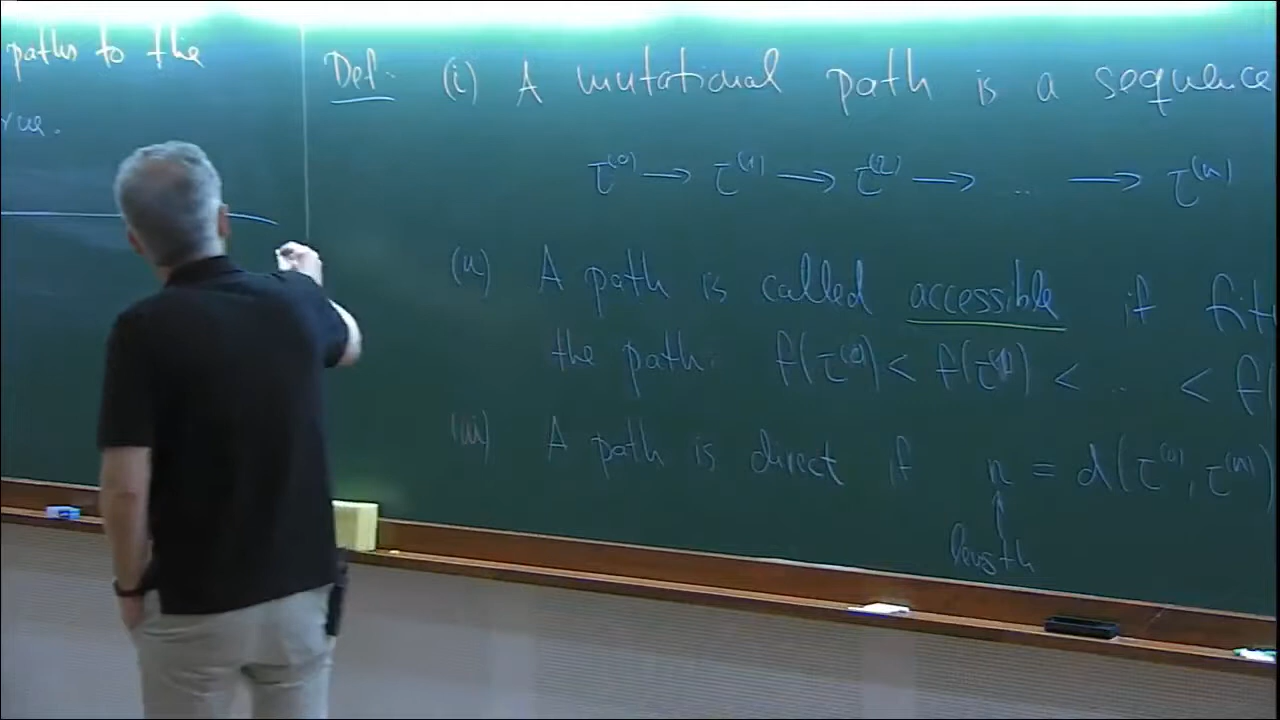 paths to the
rue.
Def. (i) A mutational path is a sequence
τ⁽⁰⁾ → τ⁽¹⁾ → τ⁽²⁾ → ... → τ⁽ⁿ⁾
(ii) A path is called accessible if fit
the path: f(τ⁽⁰⁾) < f(τ⁽¹⁾) < ... < f(
(iii) A path is direct if n = d(τ⁽⁰⁾, τ⁽ⁿ⁾)
length